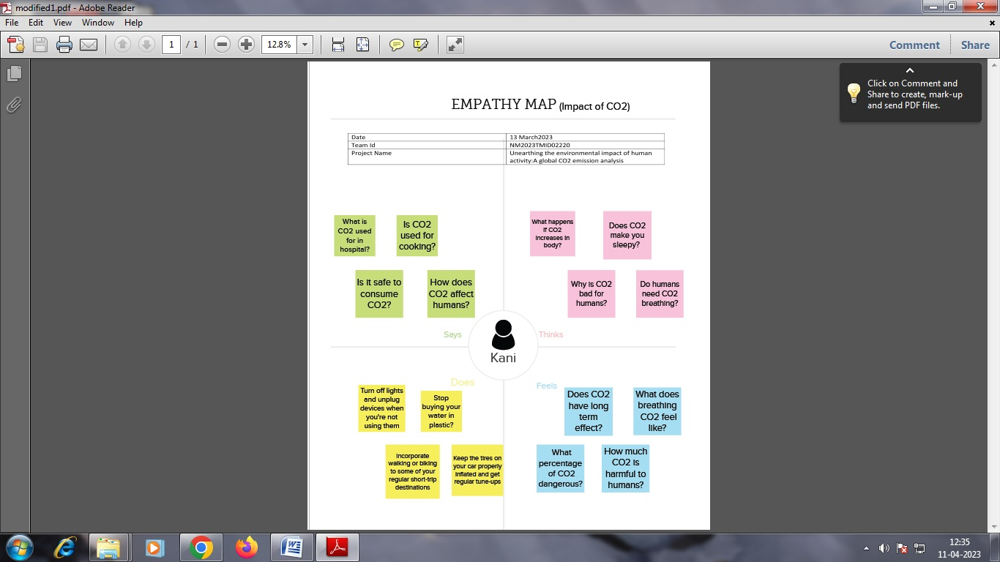 modified1.pdf - Adobe Reader
File Edit View Window Help
1 / 1
12.8%
Comment Share
Click on Comment and
Share to create, mark-up
and send PDF files.
EMPATHY MAP (Impact of CO2)
Date 13 March2023
Team Id NM2023TMID02220
Project Name Unearthing the environmental impact of human
activity:A global CO2 emission analysis
What is
CO2 used
for in
hospital?
Is CO2
used for
cooking?
Is it safe to
consume
CO2?
How does
CO2 affect
humans?
Says
What happens
if CO2
increases in
body?
Does CO2
make you
sleepy?
Why is CO2
bad for
humans?
Do humans
need CO2
breathing?
Thinks
Kani
Does
Turn off lights
and unplug
devices when
you're not
using them
Stop
buying your
water in
plastic?
Incorporate
walking or biking
to some of your
regular short-trip
destinations
Keep the tires on
your car properly
inflated and get
regular tune-ups
Feels
Does CO2
have long
term
effect?
What does
breathing
CO2 feel
like?
What
percentage
of CO2
dangerous?
How much
CO2 is
harmful to
humans?
12:35
11-04-2023